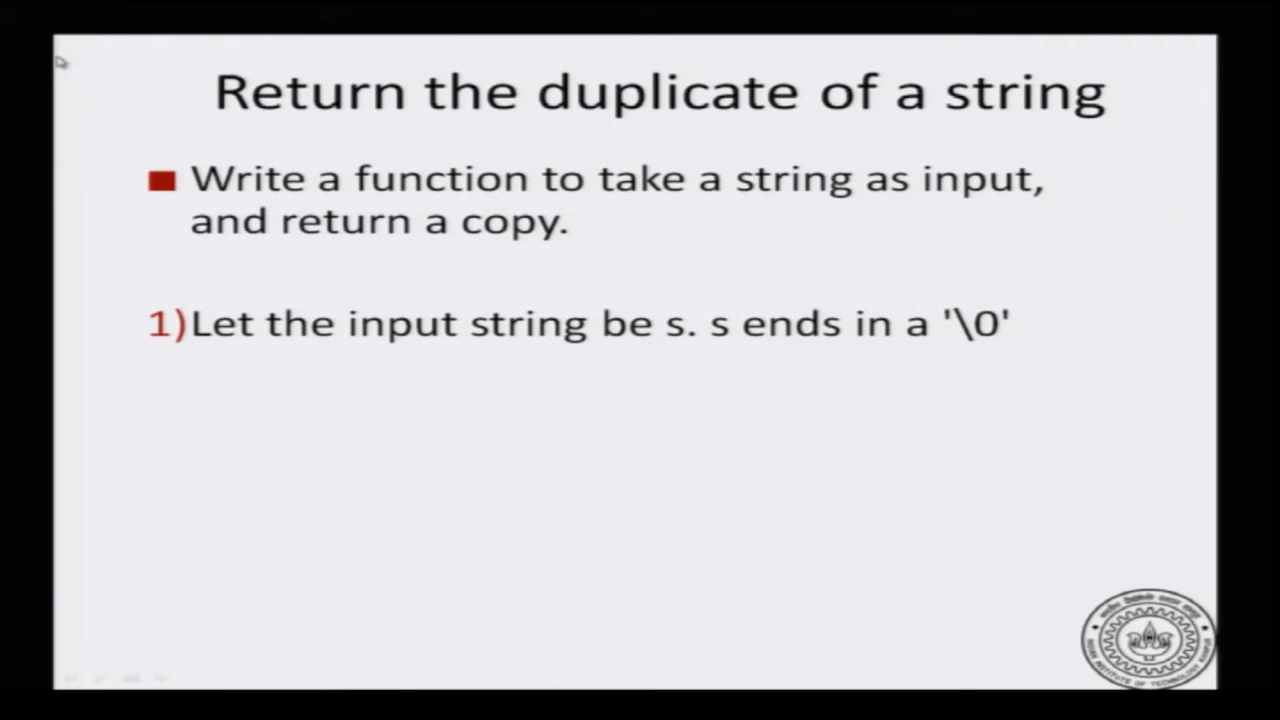 Return the duplicate of a string
Write a function to take a string as input,
and return a copy.
1) Let the input string be s. s ends in a '\0'